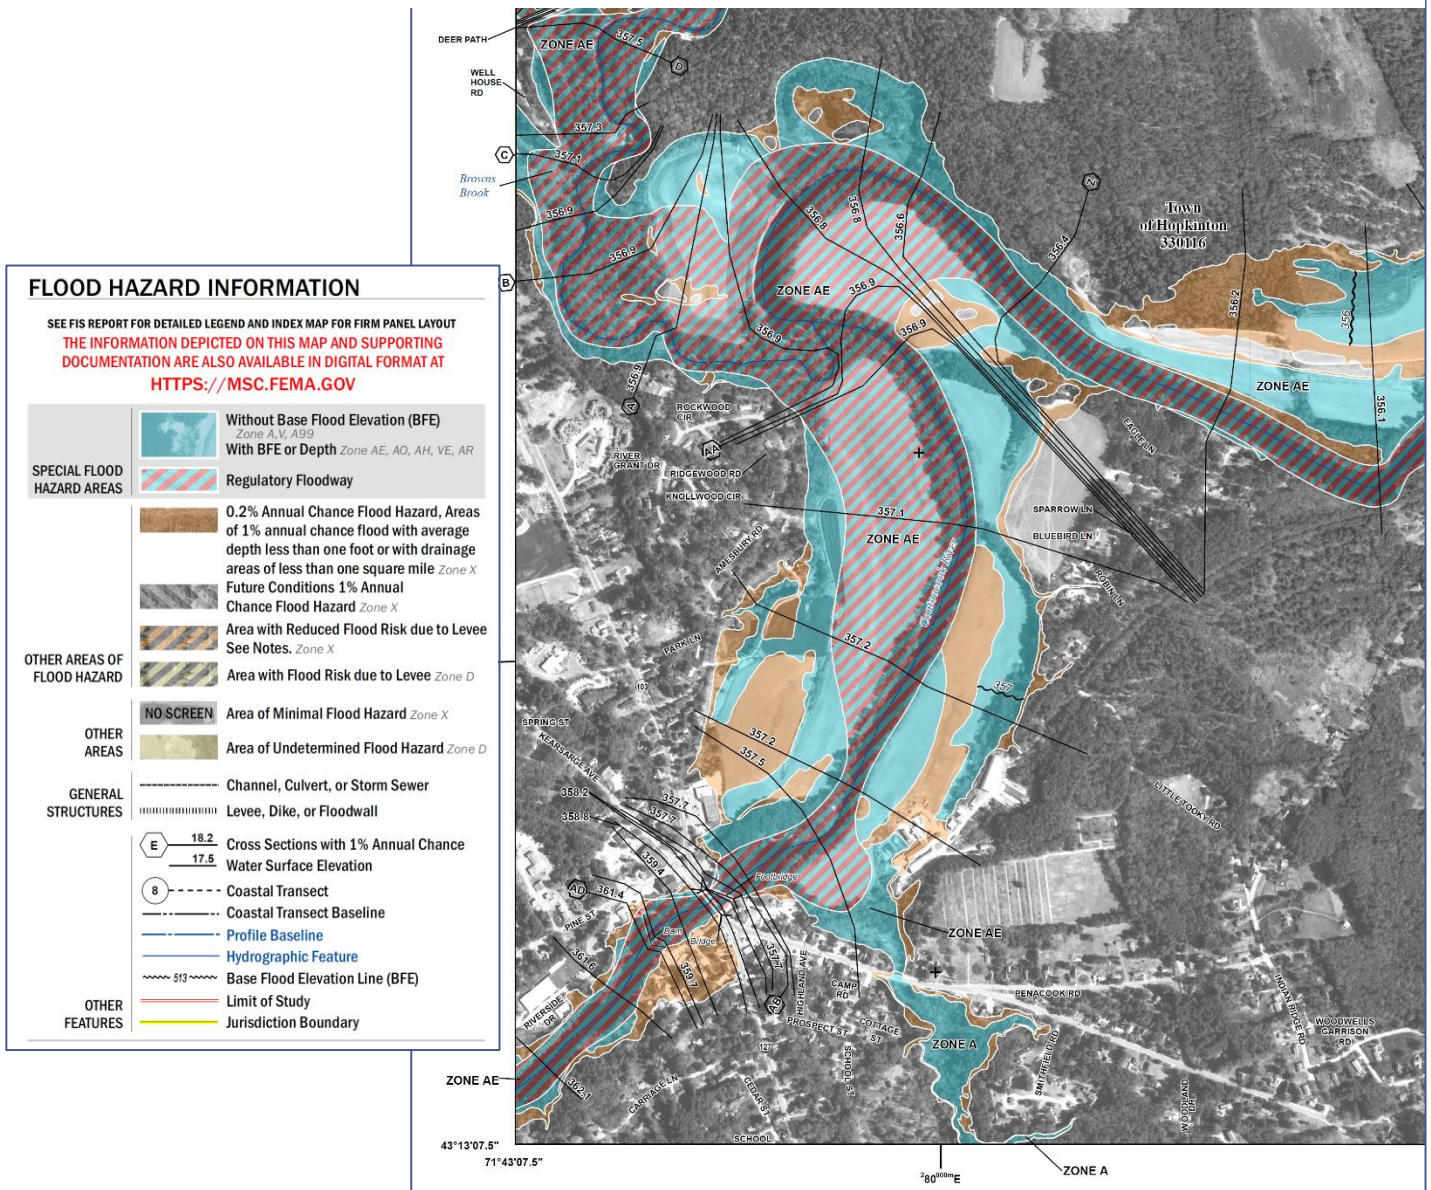 FLOOD HAZARD INFORMATION
SEE FIS REPORT FOR DETAILED LEGEND AND INDEX MAP FOR FIRM PANEL LAYOUT
THE INFORMATION DEPICTED ON THIS MAP AND SUPPORTING
DOCUMENTATION ARE ALSO AVAILABLE IN DIGITAL FORMAT AT
HTTPS://MSC.FEMA.GOV
SPECIAL FLOOD
HAZARD AREAS
Without Base Flood Elevation (BFE)
Zone A,V, A99
With BFE or Depth Zone AE, AO, AH, VE, AR
Regulatory Floodway
OTHER AREAS OF
FLOOD HAZARD
0.2% Annual Chance Flood Hazard, Areas
of 1% annual chance flood with average
depth less than one foot or with drainage
areas of less than one square mile Zone X
Future Conditions 1% Annual
Chance Flood Hazard Zone X
Area with Reduced Flood Risk due to Levee
See Notes. Zone X
Area with Flood Risk due to Levee Zone D
OTHER
AREAS
NO SCREEN Area of Minimal Flood Hazard Zone X
Area of Undetermined Flood Hazard Zone D
GENERAL
STRUCTURES
Channel, Culvert, or Storm Sewer
Levee, Dike, or Floodwall
OTHER
FEATURES
E 18.2 Cross Sections with 1% Annual Chance
17.5 Water Surface Elevation
8 Coastal Transect
Coastal Transect Baseline
Profile Baseline
Hydrographic Feature
513 Base Flood Elevation Line (BFE)
Limit of Study
Jurisdiction Boundary
DEER PATH
ZONE AE
357.5
D
WELL
HOUSE
RD
357.3
C
357.1
Browns
Brook
356.9
356.9
B
356.8
356.8
356.6
Z
356.4
Town
of Hopkinton
330116
356.2
356
356.1
ZONE AE
ZONE AE
356.9
356.9
356.9
356.9
A
ROCKWOOD
CIR
AA
RIVER
GRANT DR
RIDGEWOOD RD
KNOLLWOOD CIR
EAGLE LN
SPARROW LN
BLUEBIRD LN
ROBIN LN
357.1
ZONE AE
AMESBURY RD
Contoocook River
357.2
PARK LN
103
357
SPRING ST
KEARSARGE AVE
357.2
357.5
358.2
358.8
357.7
357.7
LITTLE TOOKY RD
359.4
Footbridge
AD
361.4
PINE ST
Dam
Bridge
361.6
359.7
357.7
AB
HIGHLAND AVE
ZONE AE
CAMP
RD
PENACOOK RD
RIVERSIDE
DR
PROSPECT ST
COTTAGE
ST
127
SCHOOL ST
ZONE A
SMITHFIELD RD
INDIAN RIDGE RD
WOODWELLS
GARRISON
RD
WOODLAND
DR
ZONE AE
362.1
CARRIAGE LN
CEDAR ST
SCHOOL
43°13'07.5"
71°43'07.5"
280000mE
ZONE A